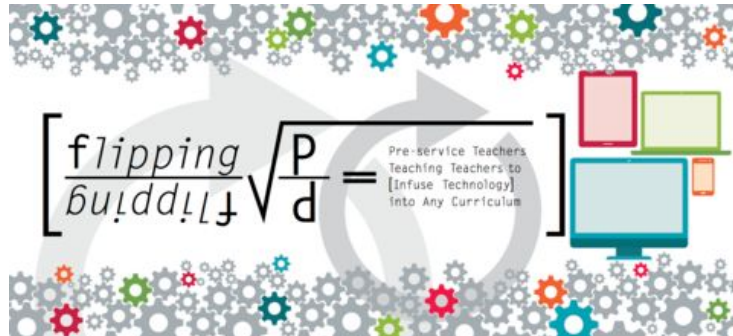 flipping
flipping
P
d
=
Pre-service Teachers
Teaching Teachers to
[Infuse Technology]
into Any Curriculum